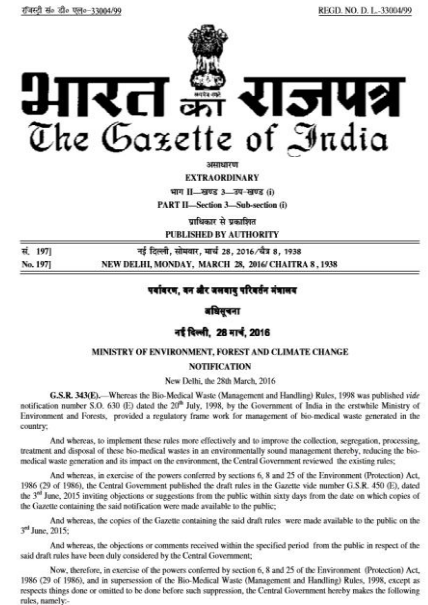 रजिस्ट्री सं० डी० एल०-33004/99
REGD. NO. D. L.-33004/99
भारत का राजपत्र
The Gazette of India
असाधारण
EXTRAORDINARY
भाग II—खण्ड 3—उप-खण्ड (i)
PART II—Section 3—Sub-section (i)
प्राधिकार से प्रकाशित
PUBLISHED BY AUTHORITY
सं. 197]
नई दिल्ली, सोमवार, मार्च 28, 2016/चैत्र 8, 1938
No. 197]
NEW DELHI, MONDAY, MARCH 28, 2016/ CHAITRA 8, 1938
पर्यावरण, वन और जलवायु परिवर्तन मंत्रालय
अधिसूचना
नई दिल्ली, 28 मार्च, 2016
MINISTRY OF ENVIRONMENT, FOREST AND CLIMATE CHANGE
NOTIFICATION
New Delhi, the 28th March, 2016
G.S.R. 343(E).—Whereas the Bio-Medical Waste (Management and Handling) Rules, 1998 was published vide
notification number S.O. 630 (E) dated the 20th July, 1998, by the Government of India in the erstwhile Ministry of
Environment and Forests, provided a regulatory frame work for management of bio-medical waste generated in the
country;
And whereas, to implement these rules more effectively and to improve the collection, segregation, processing,
treatment and disposal of these bio-medical wastes in an environmentally sound management thereby, reducing the bio-
medical waste generation and its impact on the environment, the Central Government reviewed the existing rules;
And whereas, in exercise of the powers conferred by sections 6, 8 and 25 of the Environment (Protection) Act,
1986 (29 of 1986), the Central Government published the draft rules in the Gazette vide number G.S.R. 450 (E), dated
the 3rd June, 2015 inviting objections or suggestions from the public within sixty days from the date on which copies of
the Gazette containing the said notification were made available to the public;
And whereas, the copies of the Gazette containing the said draft rules were made available to the public on the
3rd June, 2015;
And whereas, the objections or comments received within the specified period from the public in respect of the
said draft rules have been duly considered by the Central Government;
Now, therefore, in exercise of the powers conferred by section 6, 8 and 25 of the Environment (Protection) Act,
1986 (29 of 1986), and in supersession of the Bio-Medical Waste (Management and Handling) Rules, 1998, except as
respects things done or omitted to be done before such suppression, the Central Government hereby makes the following
rules, namely:-